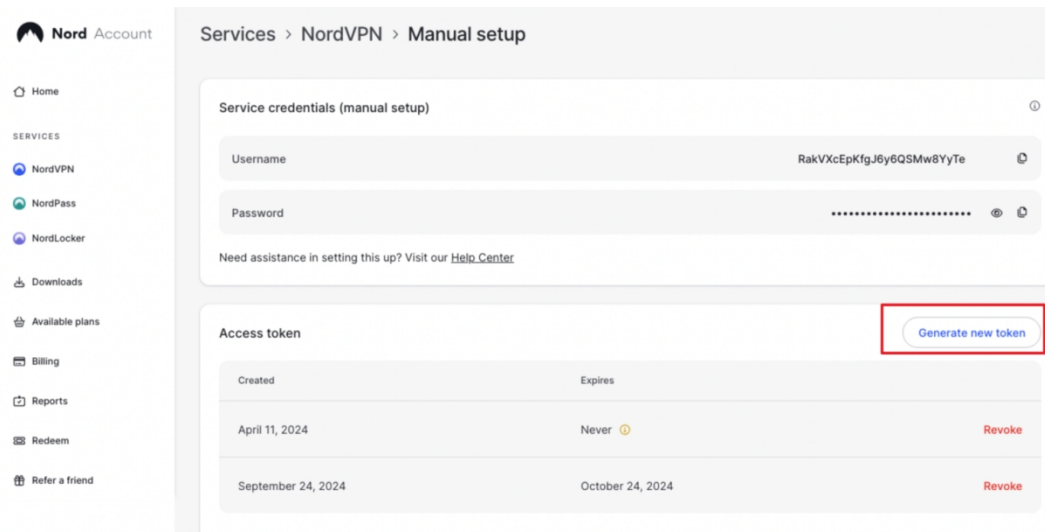 Nord Account
Services > NordVPN > Manual setup
Home
SERVICES
NordVPN
NordPass
NordLocker
Downloads
Available plans
Billing
Reports
Redeem
Refer a friend
Service credentials (manual setup)
Username RakVXcEpKfgJ6y6QSMw8YyTe
Password ••••••••••••••••••••••••
Need assistance in setting this up? Visit our Help Center
Access token Generate new token
Created Expires
April 11, 2024 Never Revoke
September 24, 2024 October 24, 2024 Revoke